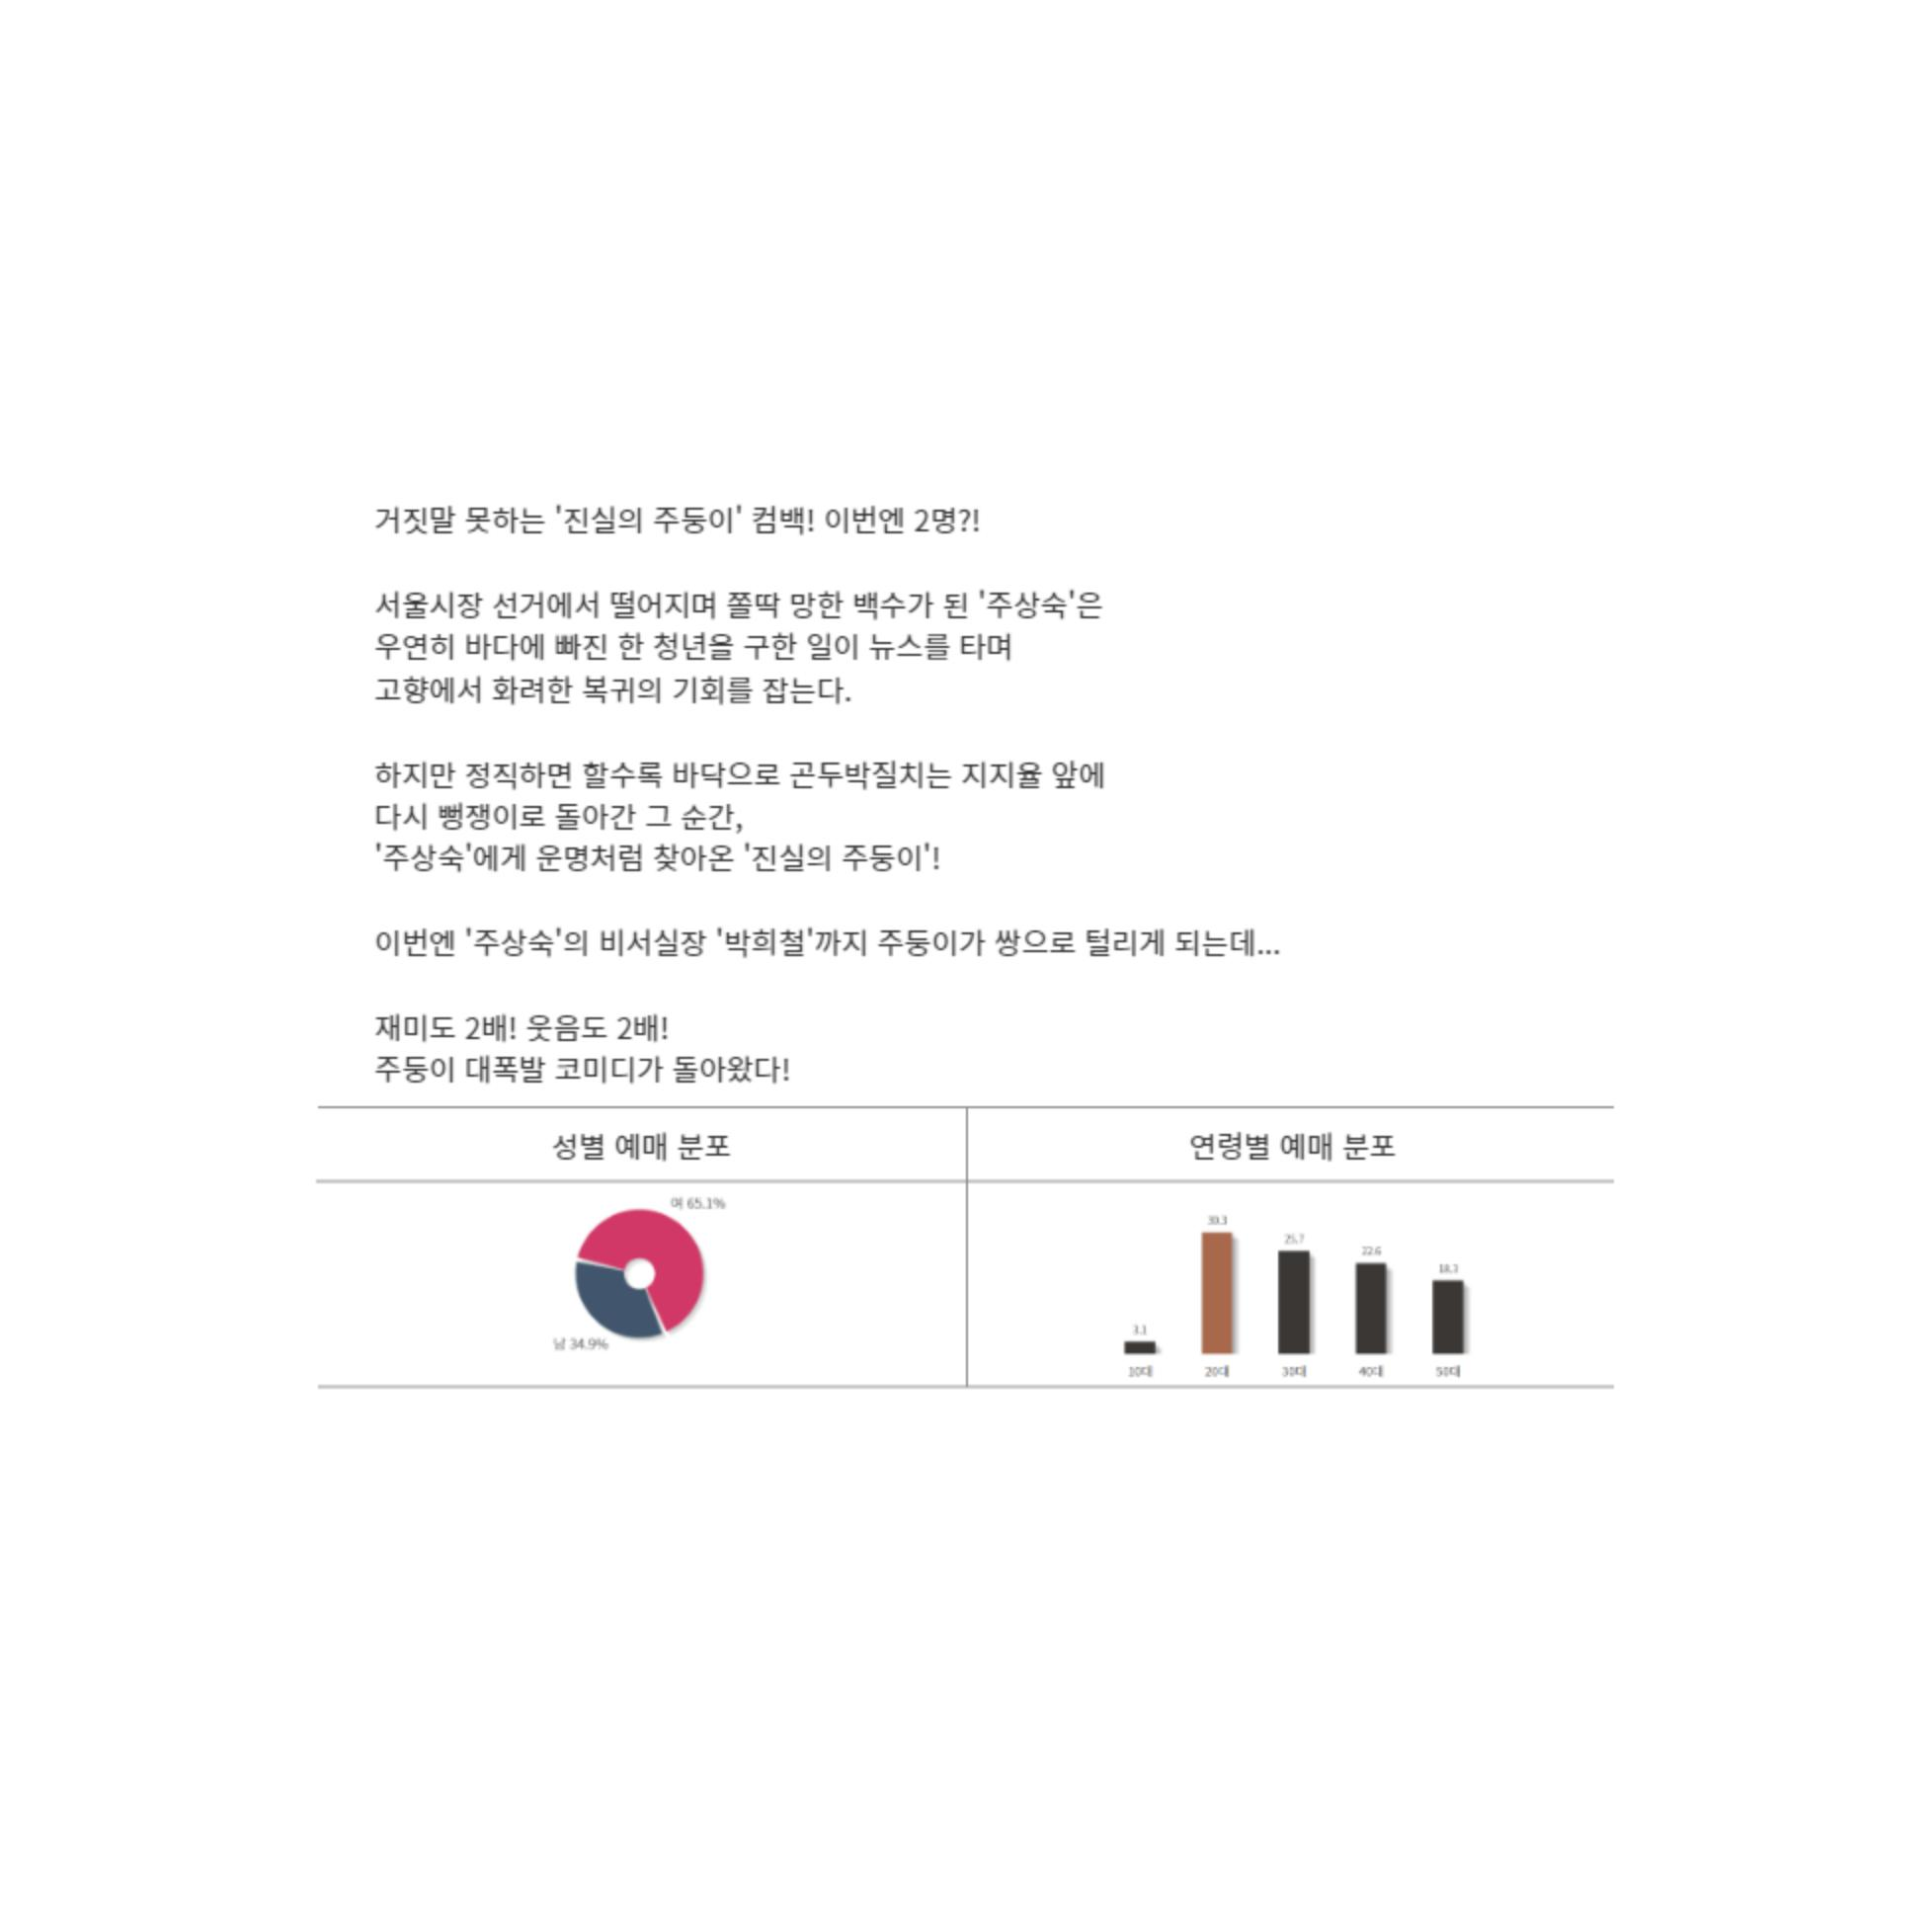 거짓말 못하는 '진실의 주둥이' 컴백! 이번엔 2명?!
서울시장 선거에서 떨어지며 쫄딱 망한 백수가 된 '주상숙'은
우연히 바다에 빠진 한 청년을 구한 일이 뉴스를 타며
고향에서 화려한 복귀의 기회를 잡는다.
하지만 정직하면 할수록 바닥으로 곤두박질치는 지지율 앞에
다시 뻥쟁이로 돌아간 그 순간,
'주상숙'에게 운명처럼 찾아온 '진실의 주둥이'!
이번엔 '주상숙'의 비서실장 '박희철'까지 주둥이가 쌍으로 털리게 되는데...
재미도 2배! 웃음도 2배!
주둥이 대폭발 코미디가 돌아왔다!
성별 예매 분포
여 65.1%
남 34.9%
연령별 예매 분포
25.7
22.6
18.3
3.1
10대 20대 30대 40대 50대